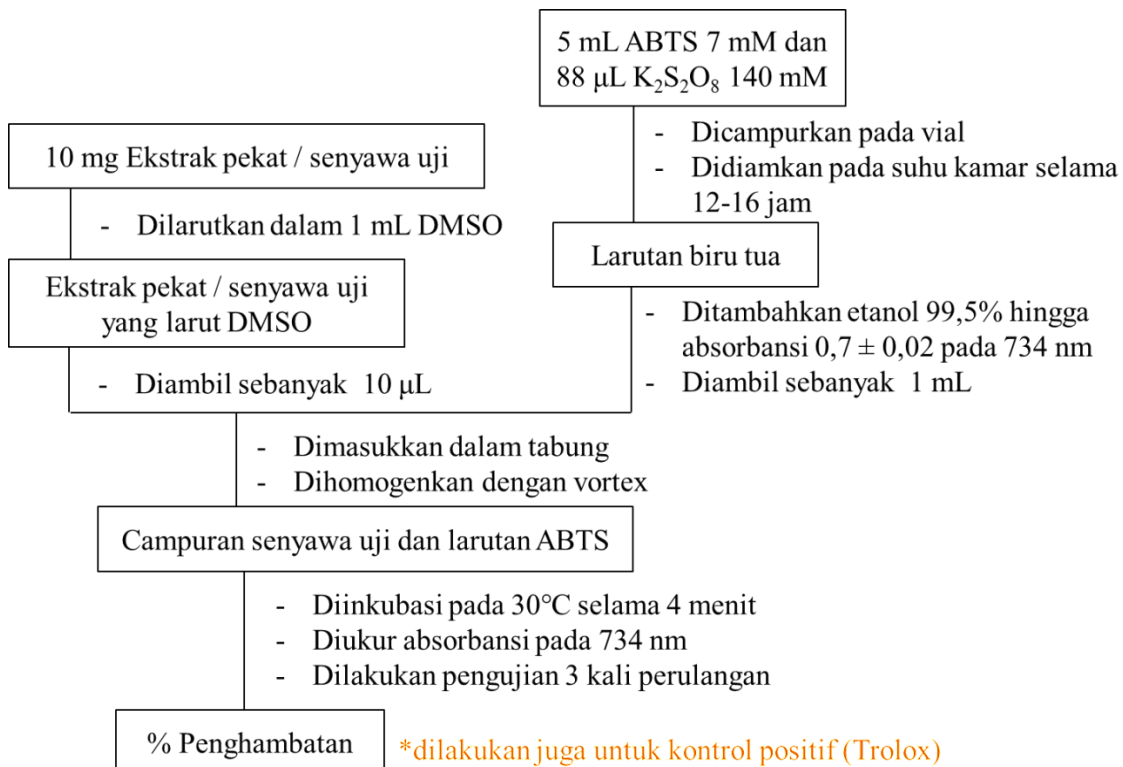 5 mL ABTS 7 mM dan
88 μL K₂S₂O₈ 140 mM
- Dicampurkan pada vial
- Didiamkan pada suhu kamar selama
12-16 jam
10 mg Ekstrak pekat / senyawa uji
- Dilarutkan dalam 1 mL DMSO
Larutan biru tua
Ekstrak pekat / senyawa uji
yang larut DMSO
- Ditambahkan etanol 99,5% hingga
absorbansi 0,7 ± 0,02 pada 734 nm
- Diambil sebanyak 1 mL
- Diambil sebanyak 10 μL
- Dimasukkan dalam tabung
- Dihomogenkan dengan vortex
Campuran senyawa uji dan larutan ABTS
- Diinkubasi pada 30°C selama 4 menit
- Diukur absorbansi pada 734 nm
- Dilakukan pengujian 3 kali perulangan
% Penghambatan
*dilakukan juga untuk kontrol positif (Trolox)